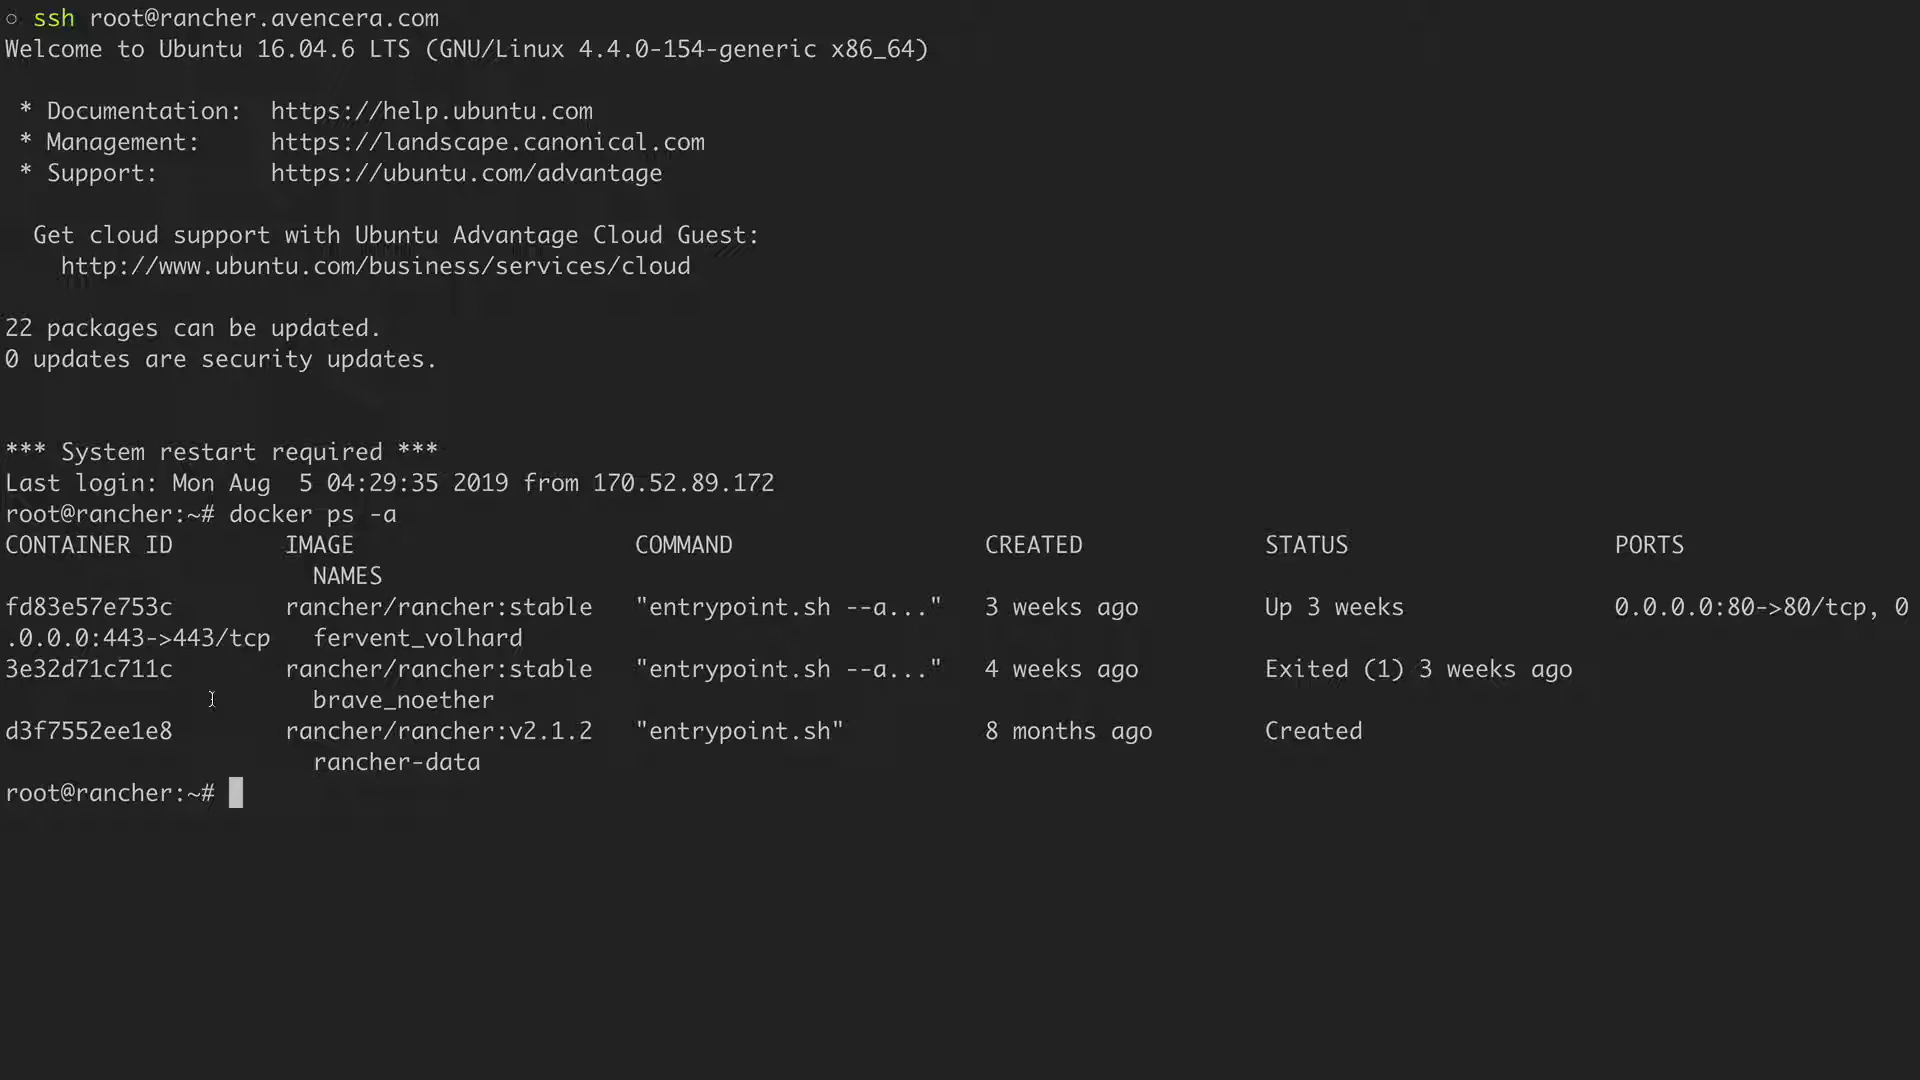 ○ ssh root@rancher.avencera.com
Welcome to Ubuntu 16.04.6 LTS (GNU/Linux 4.4.0-154-generic x86_64)
* Documentation:  https://help.ubuntu.com
* Management:     https://landscape.canonical.com
* Support:        https://ubuntu.com/advantage
Get cloud support with Ubuntu Advantage Cloud Guest:
http://www.ubuntu.com/business/services/cloud
22 packages can be updated.
0 updates are security updates.
*** System restart required ***
Last login: Mon Aug  5 04:29:35 2019 from 170.52.89.172
root@rancher:~# docker ps -a
CONTAINER ID        IMAGE                    COMMAND                  CREATED             STATUS                   PORTS
NAMES
fd83e57e753c        rancher/rancher:stable   "entrypoint.sh --a..."   3 weeks ago         Up 3 weeks               0.0.0.0:80->80/tcp, 0
.0.0.0:443->443/tcp   fervent_volhard
3e32d71c711c        rancher/rancher:stable   "entrypoint.sh --a..."   4 weeks ago         Exited (1) 3 weeks ago
brave_noether
d3f7552ee1e8        rancher/rancher:v2.1.2   "entrypoint.sh"          8 months ago        Created
rancher-data
root@rancher:~#